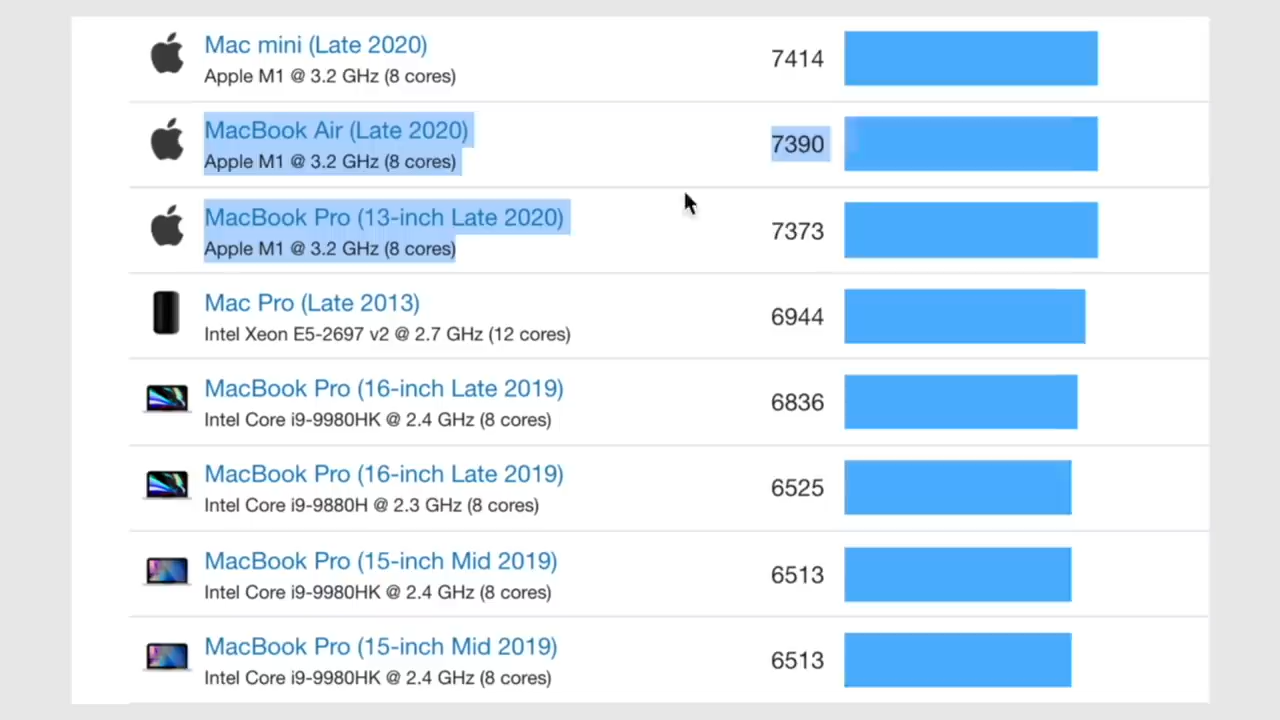 Mac mini (Late 2020)
Apple M1 @ 3.2 GHz (8 cores)
7414
MacBook Air (Late 2020)
Apple M1 @ 3.2 GHz (8 cores)
7390
MacBook Pro (13-inch Late 2020)
Apple M1 @ 3.2 GHz (8 cores)
7373
Mac Pro (Late 2013)
Intel Xeon E5-2697 v2 @ 2.7 GHz (12 cores)
6944
MacBook Pro (16-inch Late 2019)
Intel Core i9-9980HK @ 2.4 GHz (8 cores)
6836
MacBook Pro (16-inch Late 2019)
Intel Core i9-9880H @ 2.3 GHz (8 cores)
6525
MacBook Pro (15-inch Mid 2019)
Intel Core i9-9980HK @ 2.4 GHz (8 cores)
6513
MacBook Pro (15-inch Mid 2019)
Intel Core i9-9980HK @ 2.4 GHz (8 cores)
6513